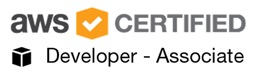 aws CERTIFIED
Developer - Associate